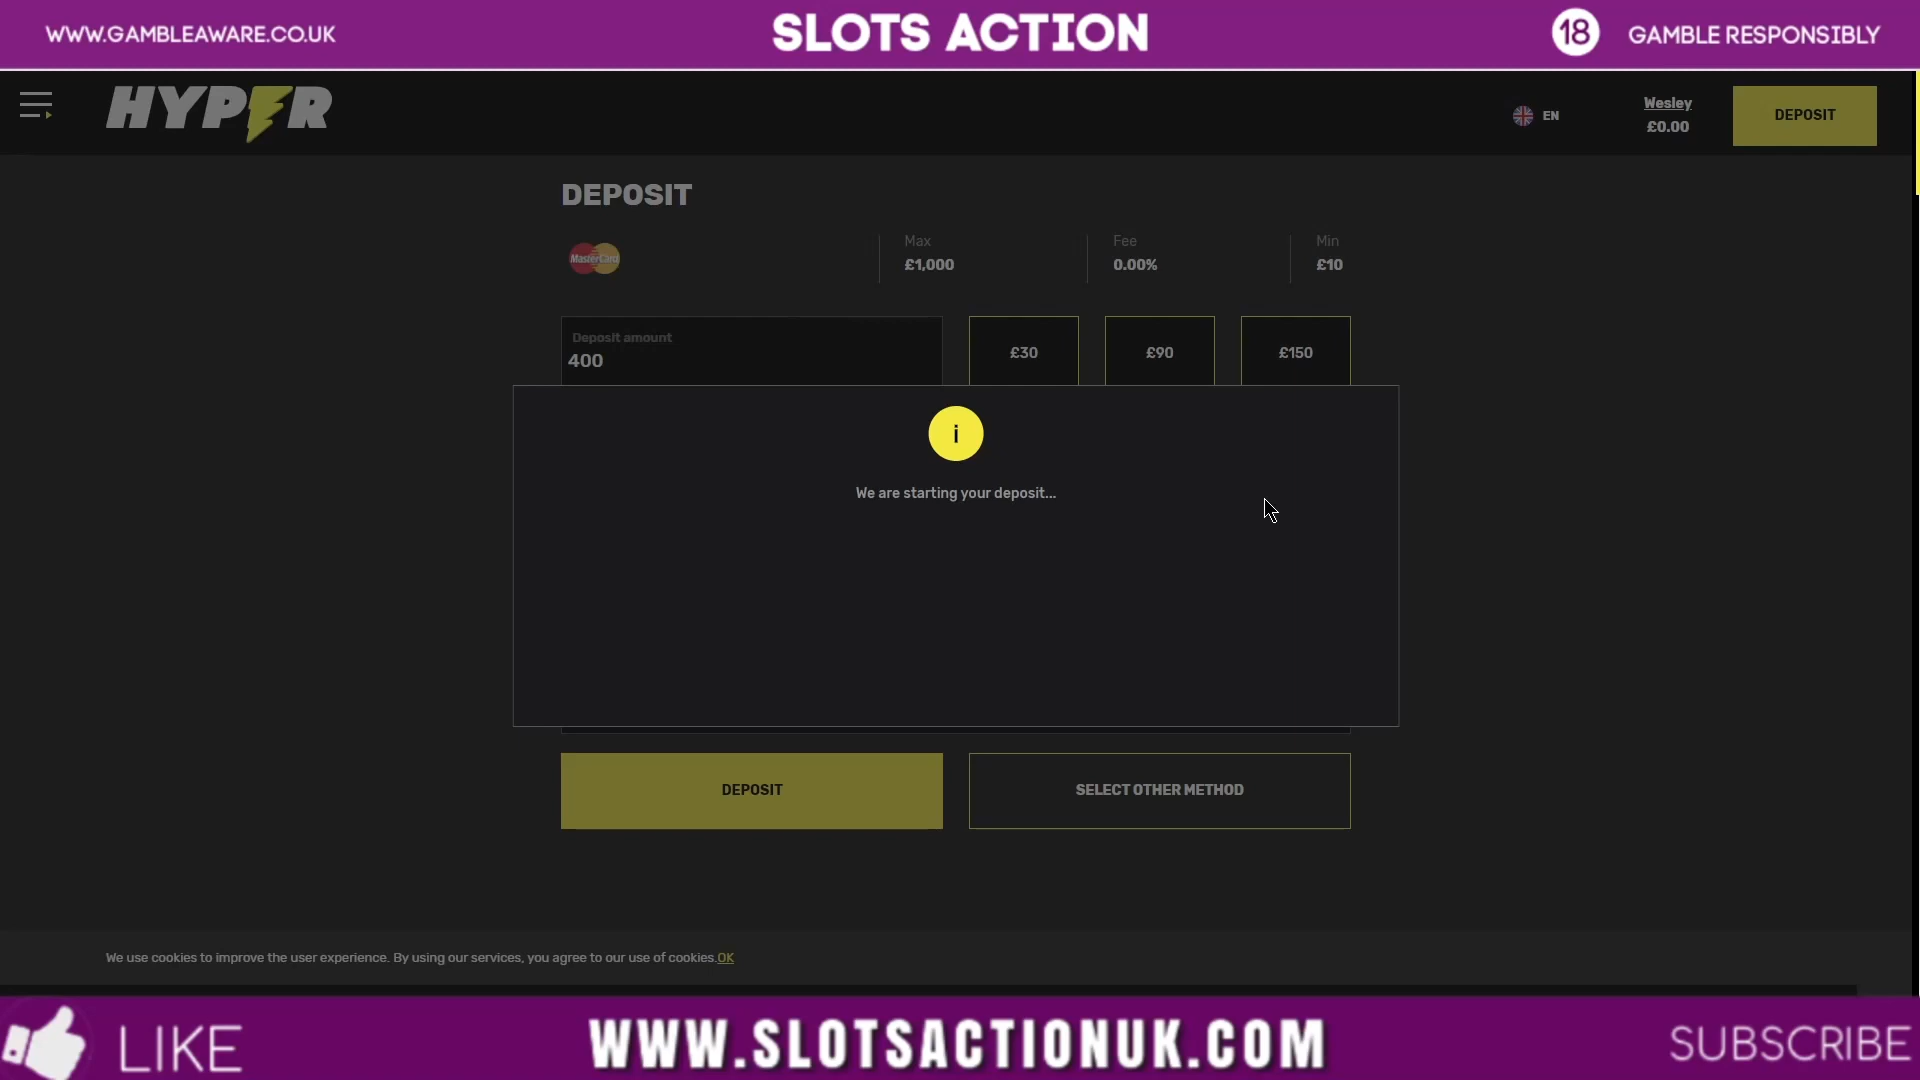 WWW.GAMBLEAWARE.CO.UK
SLOTS ACTION
18 GAMBLE RESPONSIBLY
HYPER
EN
Wesley
£0.00
DEPOSIT
DEPOSIT
MasterCard
Max
£1,000
Fee
0.00%
Min
£10
Deposit amount
400
£30
£90
£150
i
We are starting your deposit...
DEPOSIT
SELECT OTHER METHOD
We use cookies to improve the user experience. By using our services, you agree to our use of cookies.OK
LIKE
WWW.SLOTSACTIONUK.COM
SUBSCRIBE